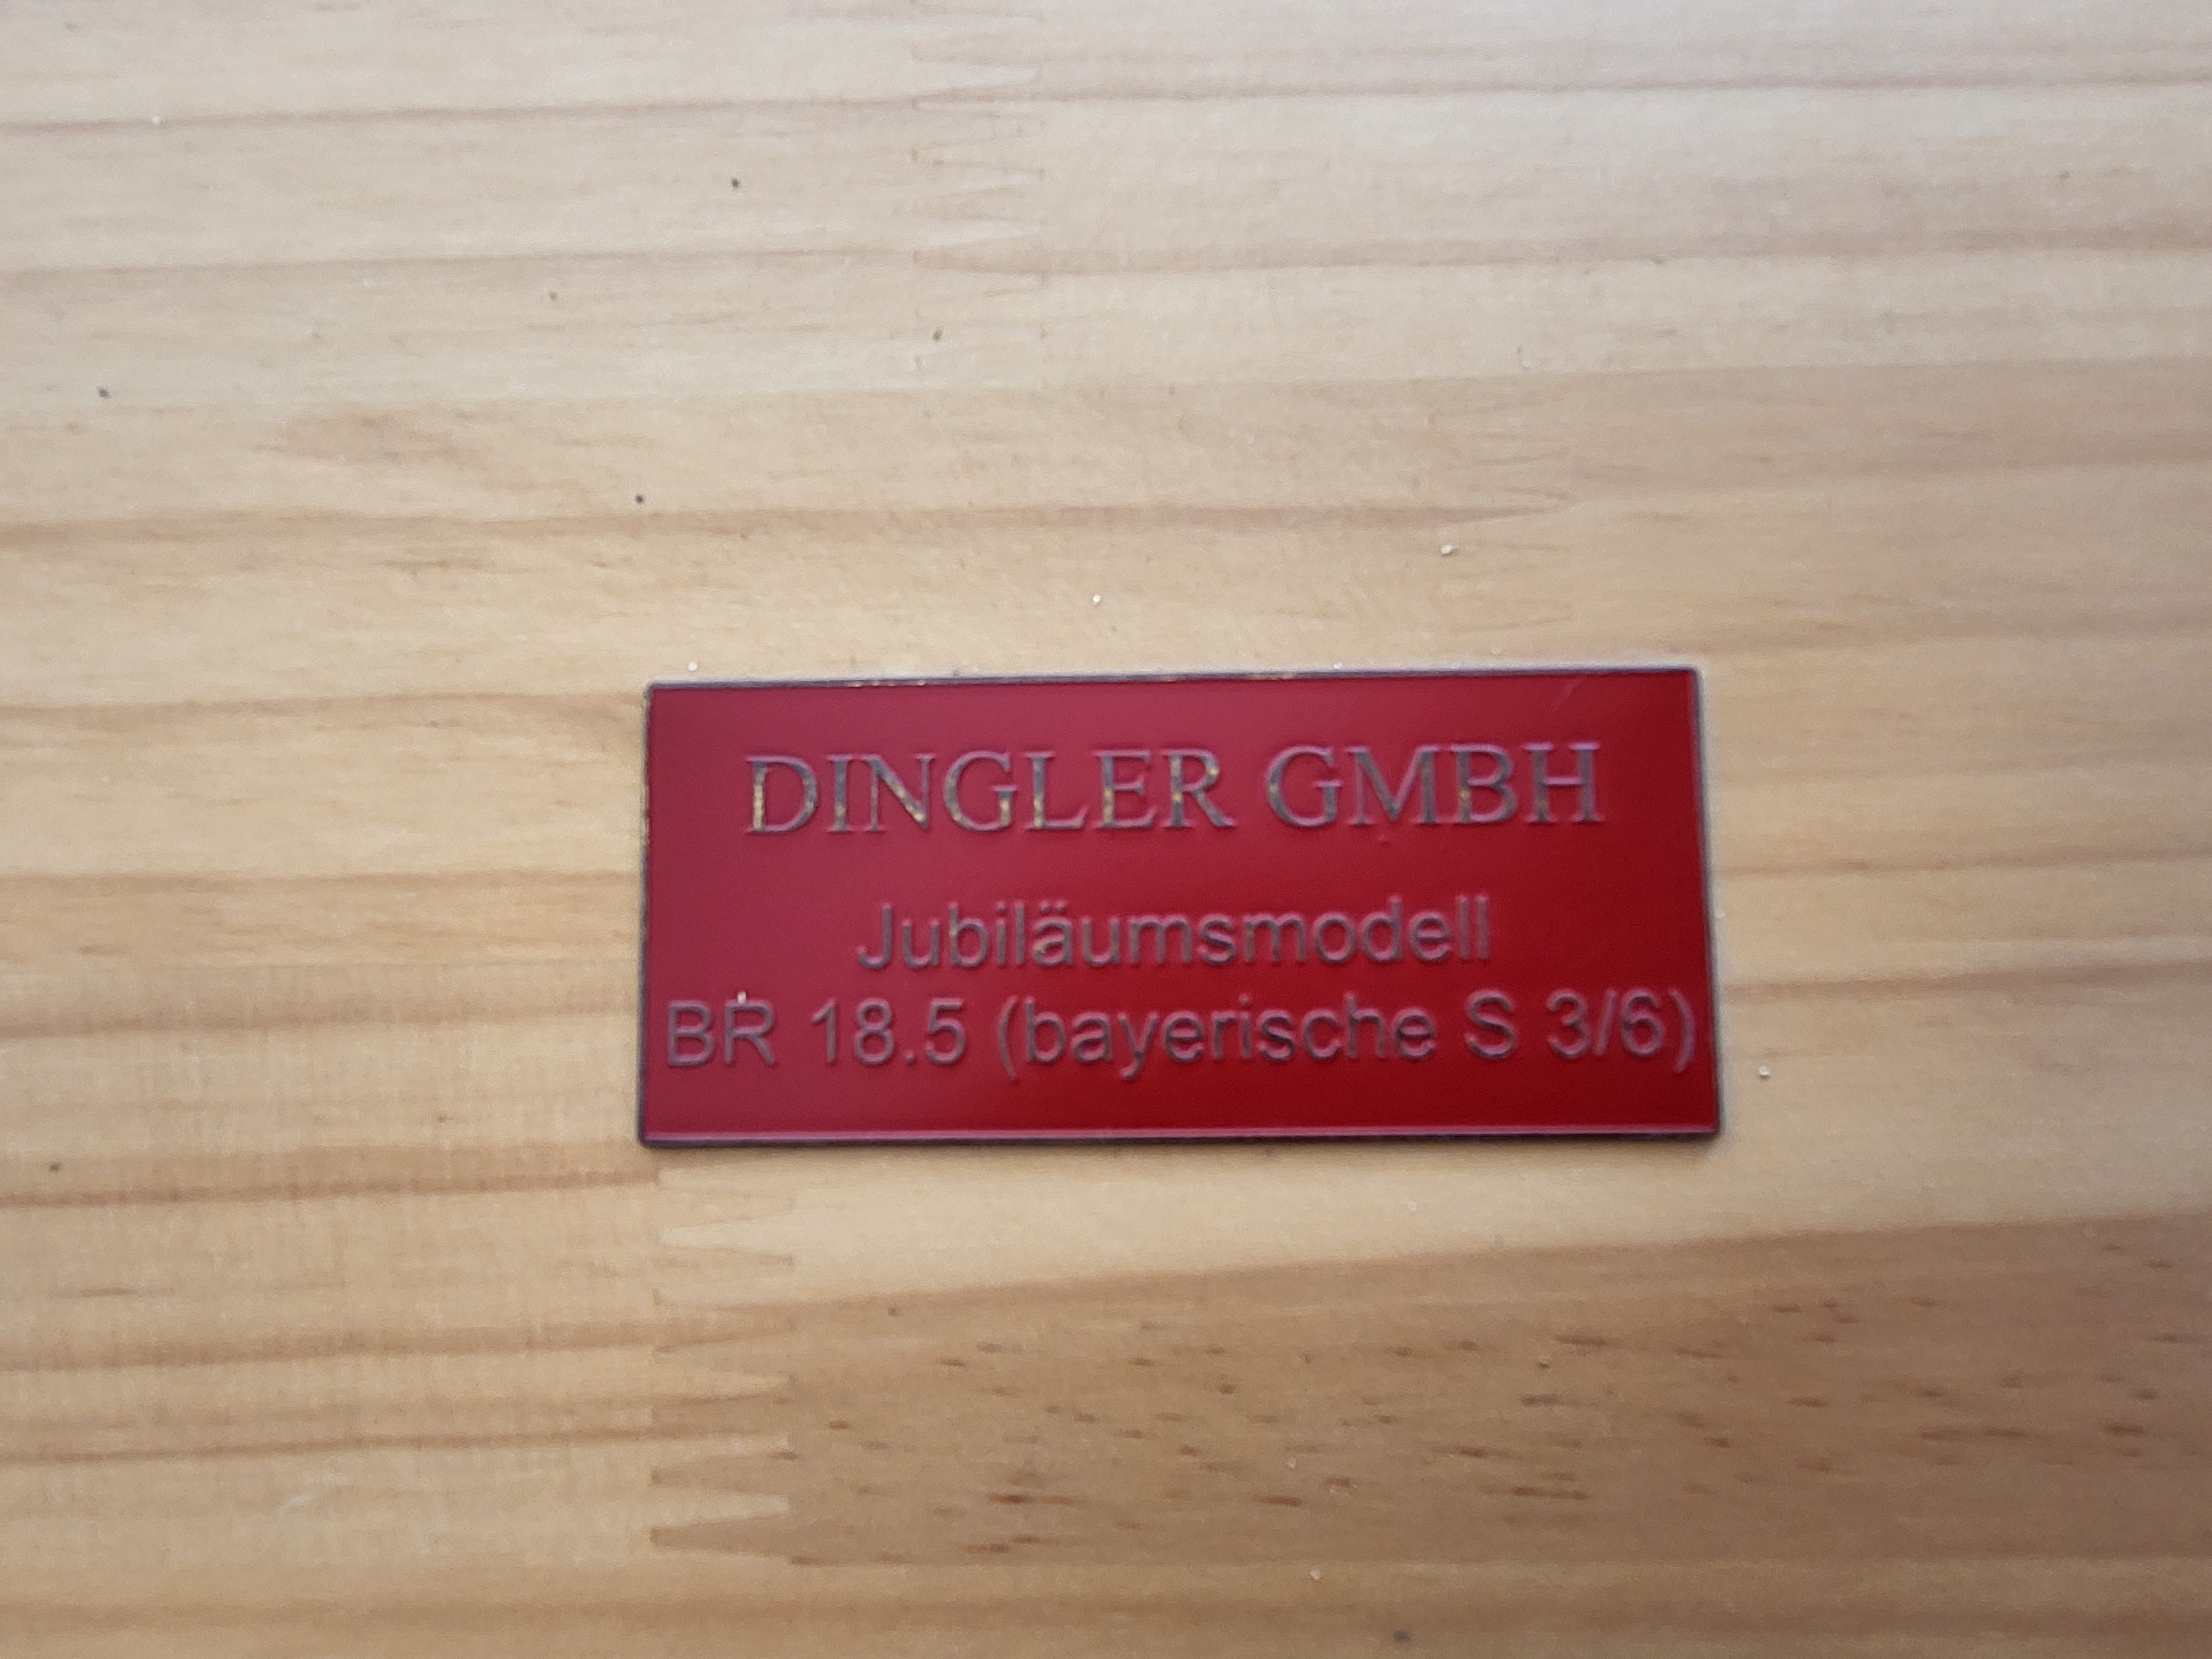 DINGLER GMBH
Jubiläumsmodell
BR 18.5 (bayerische S 3/6)